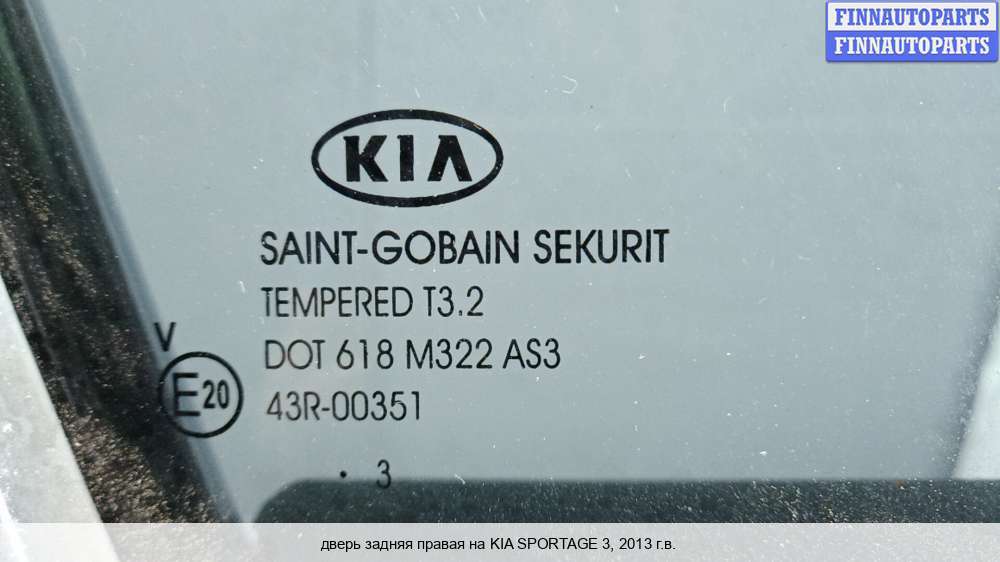 FINNAUTOPARTS
FINNAUTOPARTS
KIA
SAINT-GOBAIN SEKURIT
TEMPERED T3.2
V
DOT 618 M322 AS3
E20
43R-00351
· 3
дверь задняя правая на KIA SPORTAGE 3, 2013 г.в.